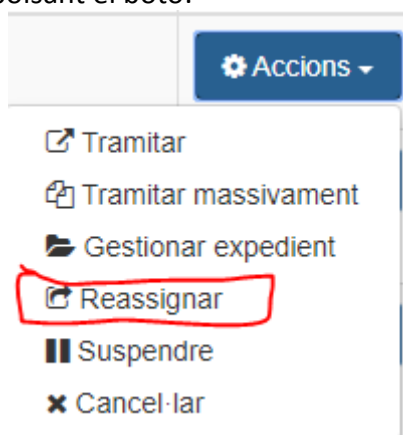 polsant el botó:
Accions
Tramitar
Tramitar massivament
Gestionar expedient
Reassignar
Suspendre
Cancel·lar